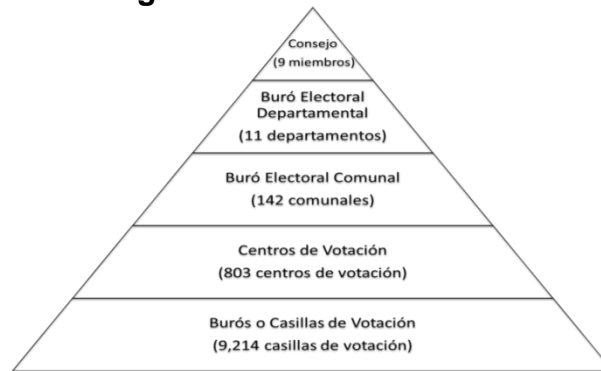 Consejo
(9 miembros)
Buró Electoral
Departamental
(11 departamentos)
Buró Electoral Comunal
(142 comunales)
Centros de Votación
(803 centros de votación)
Burós o Casillas de Votación
(9,214 casillas de votación)